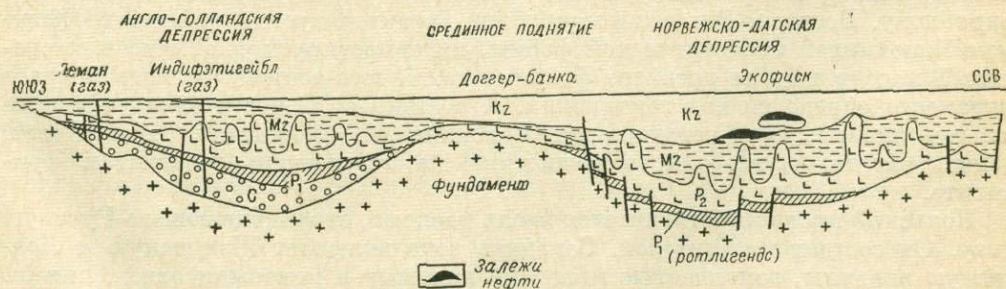 АНГЛО-ГОЛЛАНДСКАЯ
ДЕПРЕССИЯ
СРЕДИННОЕ ПОДНЯТИЕ
НОРВЕЖСКО-ДАТСКАЯ
ДЕПРЕССИЯ
ЮЮЗ
Леман
(газ)
Индифэтигейбл
(газ)
Доггер-банка
Экофиск
ССВ
Kz
Kz
Mz
Mz
P₁
C
Фундамент
P₂
P₁
(ротлигендс)
Залежи
нефти